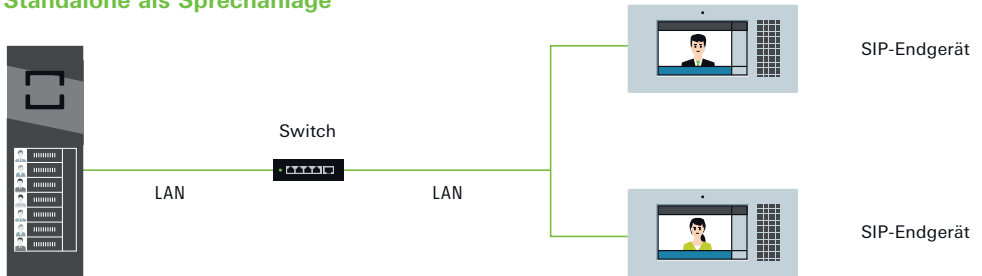 Standalone als Sprechanlage
SIP-Endgerät
Switch
LAN
LAN
SIP-Endgerät